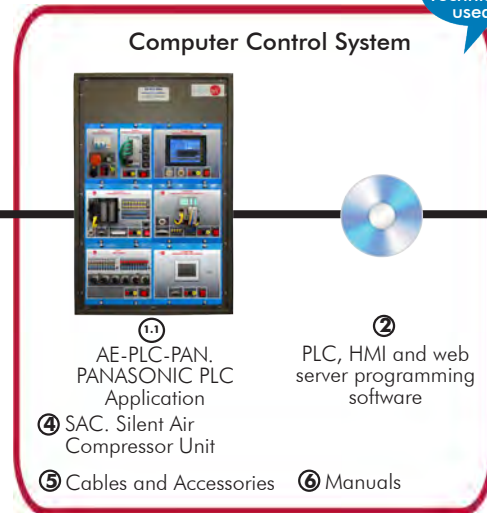 used
Computer Control System
1.1
AE-PLC-PAN.
PANASONIC PLC
Application
2
PLC, HMI and web
server programming
software
4 SAC. Silent Air
Compressor Unit
5 Cables and Accessories
6 Manuals